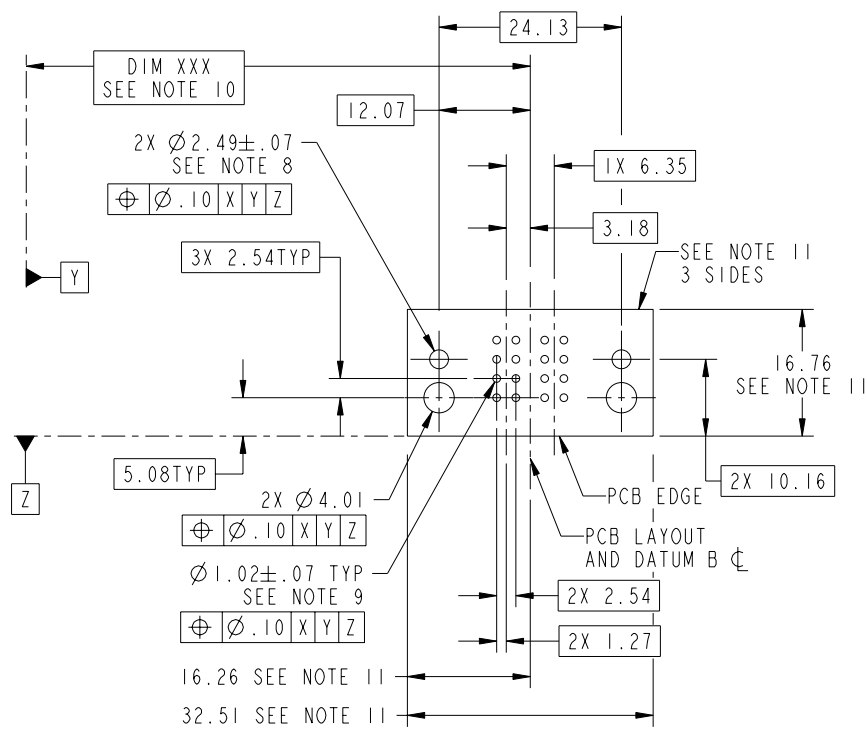 24.13
DIM XXX
SEE NOTE 10
12.07
2X Ø2.49±.07
SEE NOTE 8
1X 6.35
⌖ Ø.10 X Y Z
3.18
3X 2.54TYP
SEE NOTE 11
3 SIDES
Y
16.76
SEE NOTE 11
5.08TYP
2X 10.16
Z
2X Ø4.01
PCB EDGE
⌖ Ø.10 X Y Z
PCB LAYOUT
AND DATUM B ℄
Ø1.02±.07 TYP
SEE NOTE 9
2X 2.54
⌖ Ø.10 X Y Z
2X 1.27
16.26 SEE NOTE 11
32.51 SEE NOTE 11